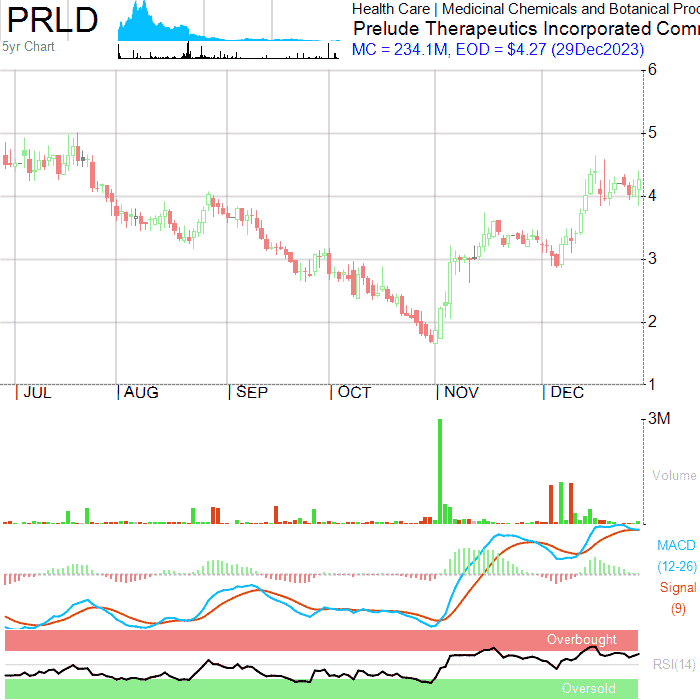 PRLD
5yr Chart
Health Care | Medicinal Chemicals and Botanical Pro
Prelude Therapeutics Incorporated Com
MC = 234.1M, EOD = $4.27 (29Dec2023)
6
5
4
3
2
1
JUL AUG SEP OCT NOV DEC
3M
Volume
MACD
(12-26)
Signal
(9)
Overbought
RSI(14)
Oversold